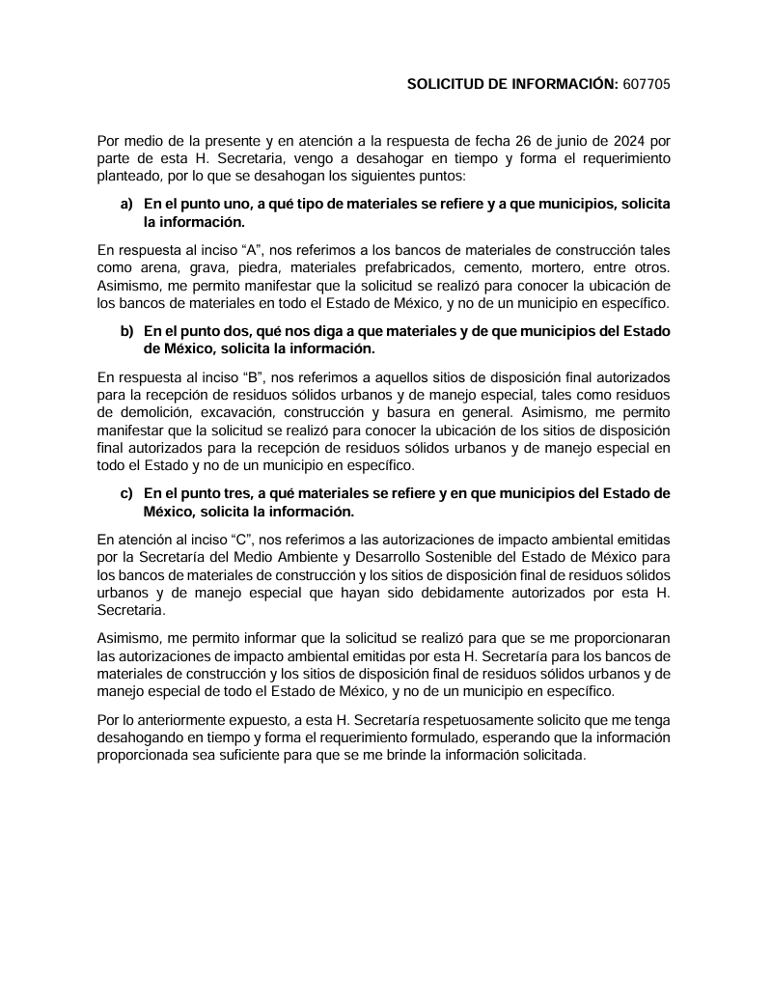 SOLICITUD DE INFORMACIÓN: 607705
Por medio de la presente y en atención a la respuesta de fecha 26 de junio de 2024 por
parte de esta H. Secretaria, vengo a desahogar en tiempo y forma el requerimiento
planteado, por lo que se desahogan los siguientes puntos:
a) En el punto uno, a qué tipo de materiales se refiere y a que municipios, solicita
la información.
En respuesta al inciso “A”, nos referimos a los bancos de materiales de construcción tales
como arena, grava, piedra, materiales prefabricados, cemento, mortero, entre otros.
Asimismo, me permito manifestar que la solicitud se realizó para conocer la ubicación de
los bancos de materiales en todo el Estado de México, y no de un municipio en específico.
b) En el punto dos, qué nos diga a que materiales y de que municipios del Estado
de México, solicita la información.
En respuesta al inciso “B”, nos referimos a aquellos sitios de disposición final autorizados
para la recepción de residuos sólidos urbanos y de manejo especial, tales como residuos
de demolición, excavación, construcción y basura en general. Asimismo, me permito
manifestar que la solicitud se realizó para conocer la ubicación de los sitios de disposición
final autorizados para la recepción de residuos sólidos urbanos y de manejo especial en
todo el Estado y no de un municipio en específico.
c) En el punto tres, a qué materiales se refiere y en que municipios del Estado de
México, solicita la información.
En atención al inciso “C”, nos referimos a las autorizaciones de impacto ambiental emitidas
por la Secretaría del Medio Ambiente y Desarrollo Sostenible del Estado de México para
los bancos de materiales de construcción y los sitios de disposición final de residuos sólidos
urbanos y de manejo especial que hayan sido debidamente autorizados por esta H.
Secretaria.
Asimismo, me permito informar que la solicitud se realizó para que se me proporcionaran
las autorizaciones de impacto ambiental emitidas por esta H. Secretaría para los bancos de
materiales de construcción y los sitios de disposición final de residuos sólidos urbanos y de
manejo especial de todo el Estado de México, y no de un municipio en específico.
Por lo anteriormente expuesto, a esta H. Secretaría respetuosamente solicito que me tenga
desahogando en tiempo y forma el requerimiento formulado, esperando que la información
proporcionada sea suficiente para que se me brinde la información solicitada.